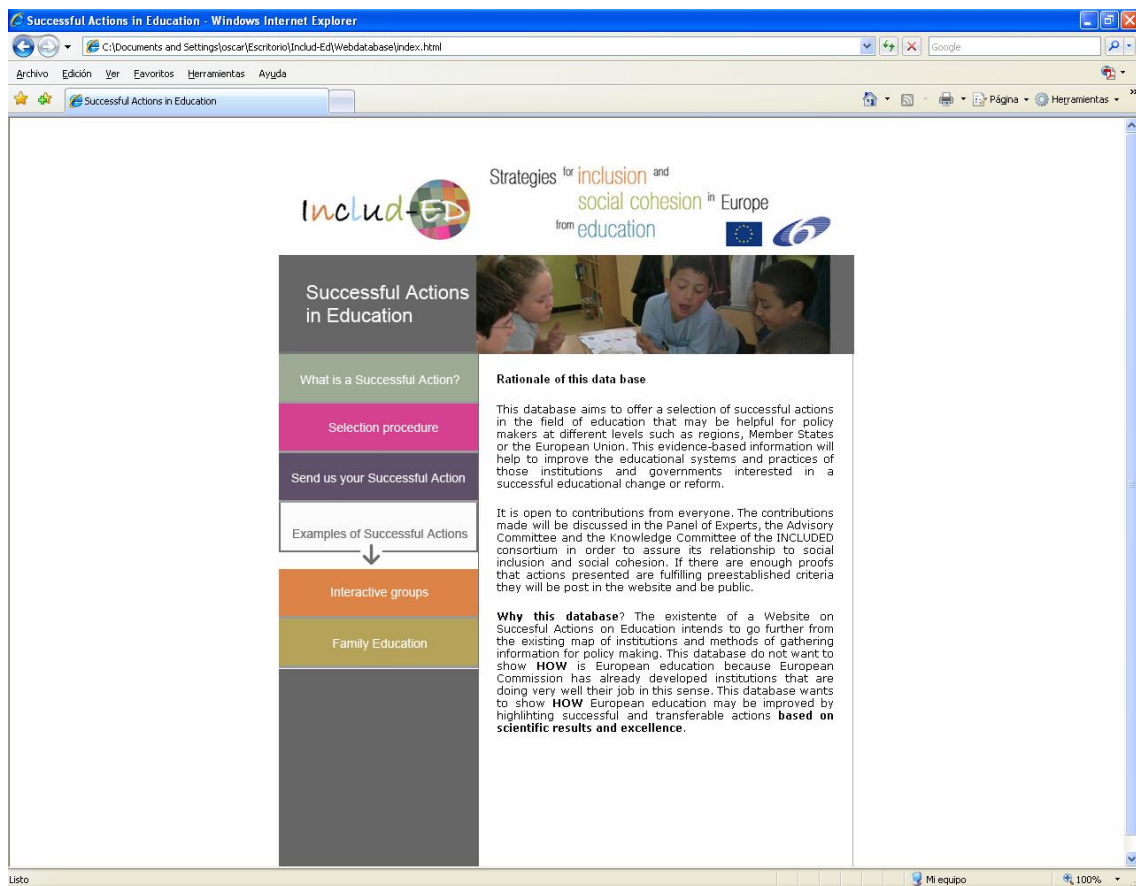 Successful Actions in Education - Windows Internet Explorer
C:\Documents and Settings\oscar\Escritorio\Includ-Ed\Webdatabase\index.html
Google
Archivo Edición Ver Favoritos Herramientas Ayuda
Successful Actions in Education
Página
Herramientas
Includ-ED
Strategies for inclusion and
social cohesion in Europe
from education
6
Successful Actions
in Education
What is a Successful Action?
Selection procedure
Send us your Successful Action
Examples of Successful Actions
Interactive groups
Family Education
Rationale of this data base
This database aims to offer a selection of successful actions
in the field of education that may be helpful for policy
makers at different levels such as regions, Member States
or the European Union. This evidence-based information will
help to improve the educational systems and practices of
those institutions and governments interested in a
successful educational change or reform.
It is open to contributions from everyone. The contributions
made will be discussed in the Panel of Experts, the Advisory
Committee and the Knowledge Committee of the INCLUDED
consortium in order to assure its relationship to social
inclusion and social cohesion. If there are enough proofs
that actions presented are fulfilling preestablished criteria
they will be post in the website and be public.
Why this database? The existente of a Website on
Succesful Actions on Education intends to go further from
the existing map of institutions and methods of gathering
information for policy making. This database do not want to
show HOW is European education because European
Commission has already developed institutions that are
doing very well their job in this sense. This database wants
to show HOW European education may be improved by
highlihting successful and transferable actions based on
scientific results and excellence.
Listo
Mi equipo
100%